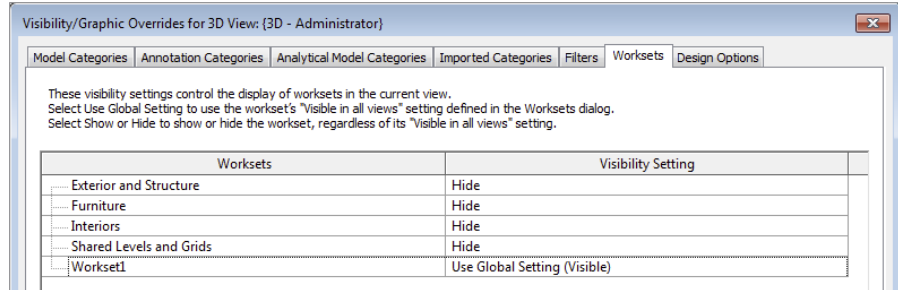 Visibility/Graphic Overrides for 3D View: {3D - Administrator}
Model Categories Annotation Categories Analytical Model Categories Imported Categories Filters Worksets Design Options
These visibility settings control the display of worksets in the current view.
Select Use Global Setting to use the workset's "Visible in all views" setting defined in the Worksets dialog.
Select Show or Hide to show or hide the workset, regardless of its "Visible in all views" setting.
Worksets Visibility Setting
Exterior and Structure Hide
Furniture Hide
Interiors Hide
Shared Levels and Grids Hide
Workset1 Use Global Setting (Visible)